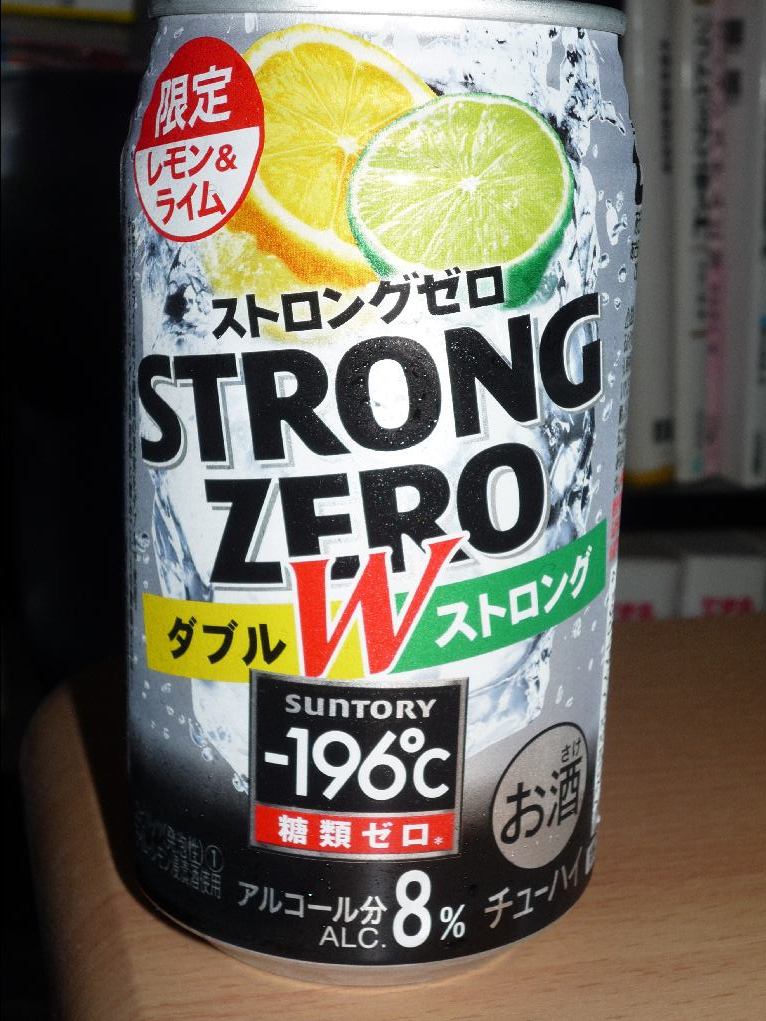 限定
レモン&
ライム
ストロングゼロ
STRONG
ZERO
ダブル W ストロング
SUNTORY
-196℃
糖類ゼロ*
さけ
お酒
アルコール分
ALC. 8%
チューハイ